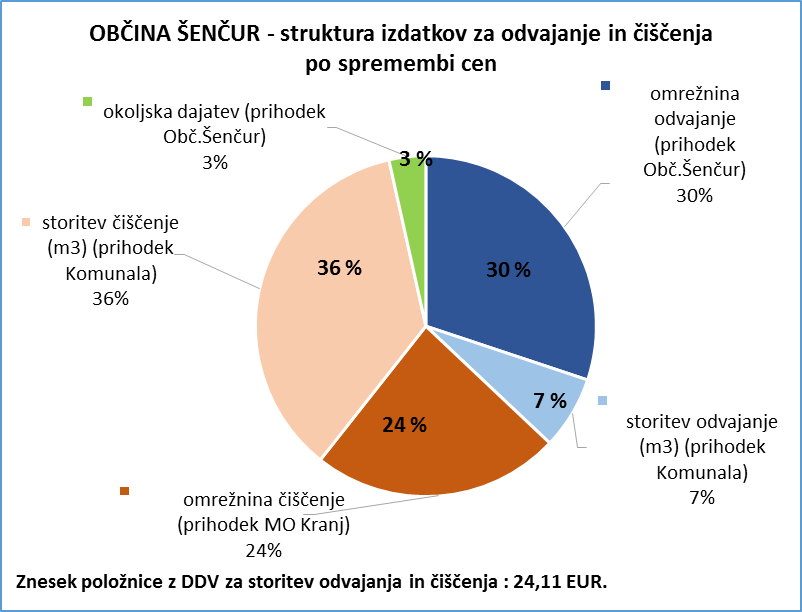 OBČINA ŠENČUR - struktura izdatkov za odvajanje in čiščenja
po spremembi cen
omrežnina
odvajanje
(prihodek
Obč.Šenčur)
30%
okoljska dajatev (prihodek
Obč.Šenčur)
3%
3 %
storitev čiščenje
(m3) (prihodek
Komunala)
36%
36 %
30 %
7 %
24 %
storitev odvajanje
(m3) (prihodek
Komunala)
7%
omrežnina čiščenje
(prihodek MO Kranj)
24%
Znesek položnice z DDV za storitev odvajanja in čiščenja : 24,11 EUR.